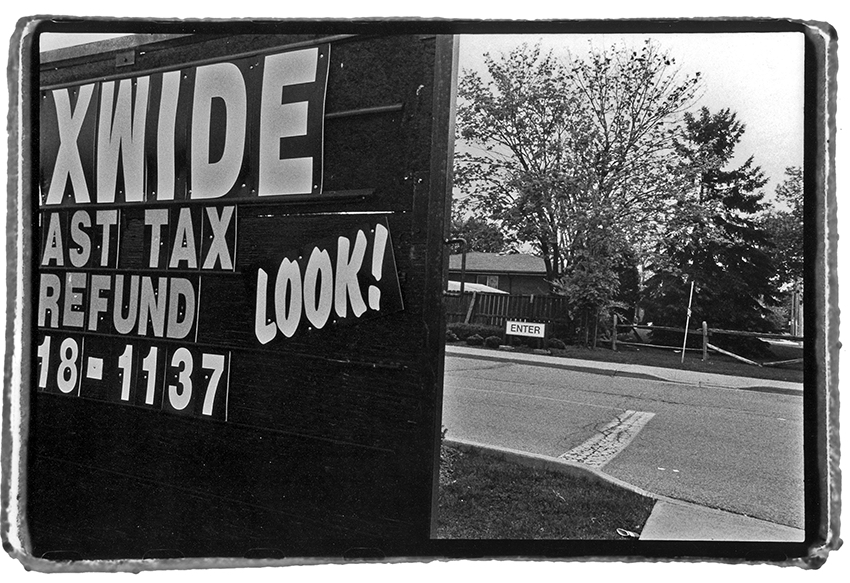 XWIDE
AST TAX
REFUND
LOOK!
18-1137
ENTER